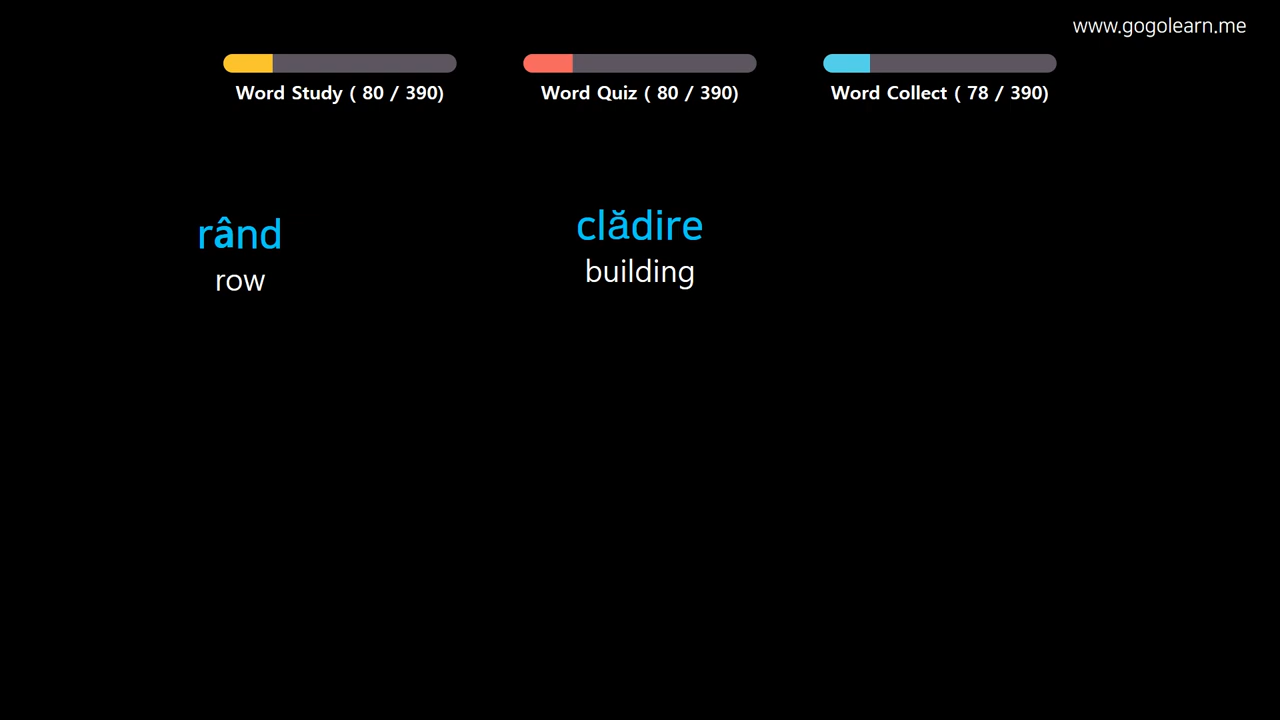 www.gogolearn.me
Word Study ( 80 / 390)
Word Quiz ( 80 / 390)
Word Collect ( 78 / 390)
rând
row
clădire
building